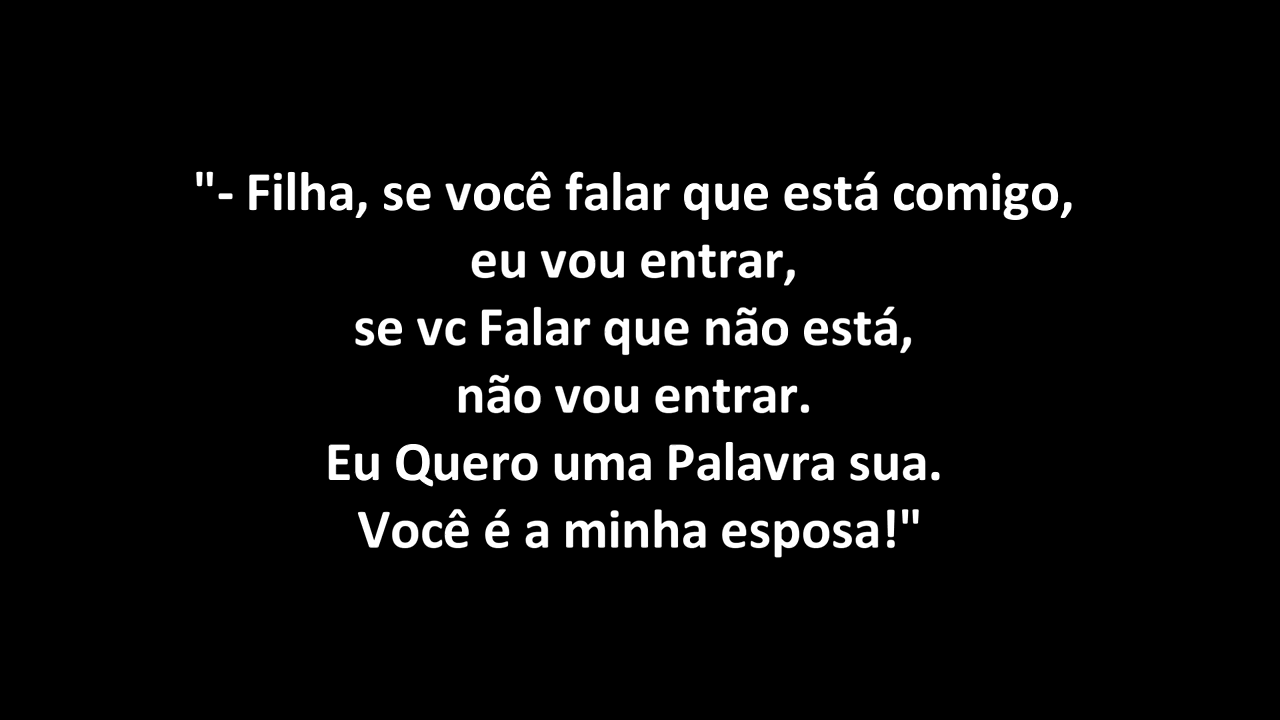 "- Filha, se você falar que está comigo,
eu vou entrar,
se vc Falar que não está,
não vou entrar.
Eu Quero uma Palavra sua.
Você é a minha esposa!"